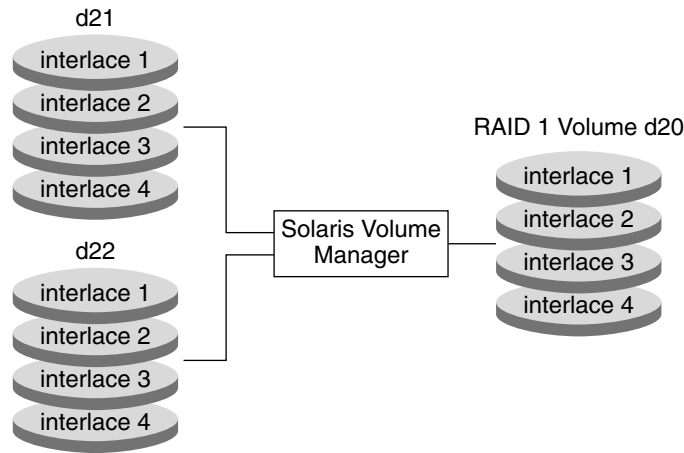 d21
interlace 1
interlace 2
interlace 3
interlace 4
d22
interlace 1
interlace 2
interlace 3
interlace 4
Solaris Volume
Manager
RAID 1 Volume d20
interlace 1
interlace 2
interlace 3
interlace 4